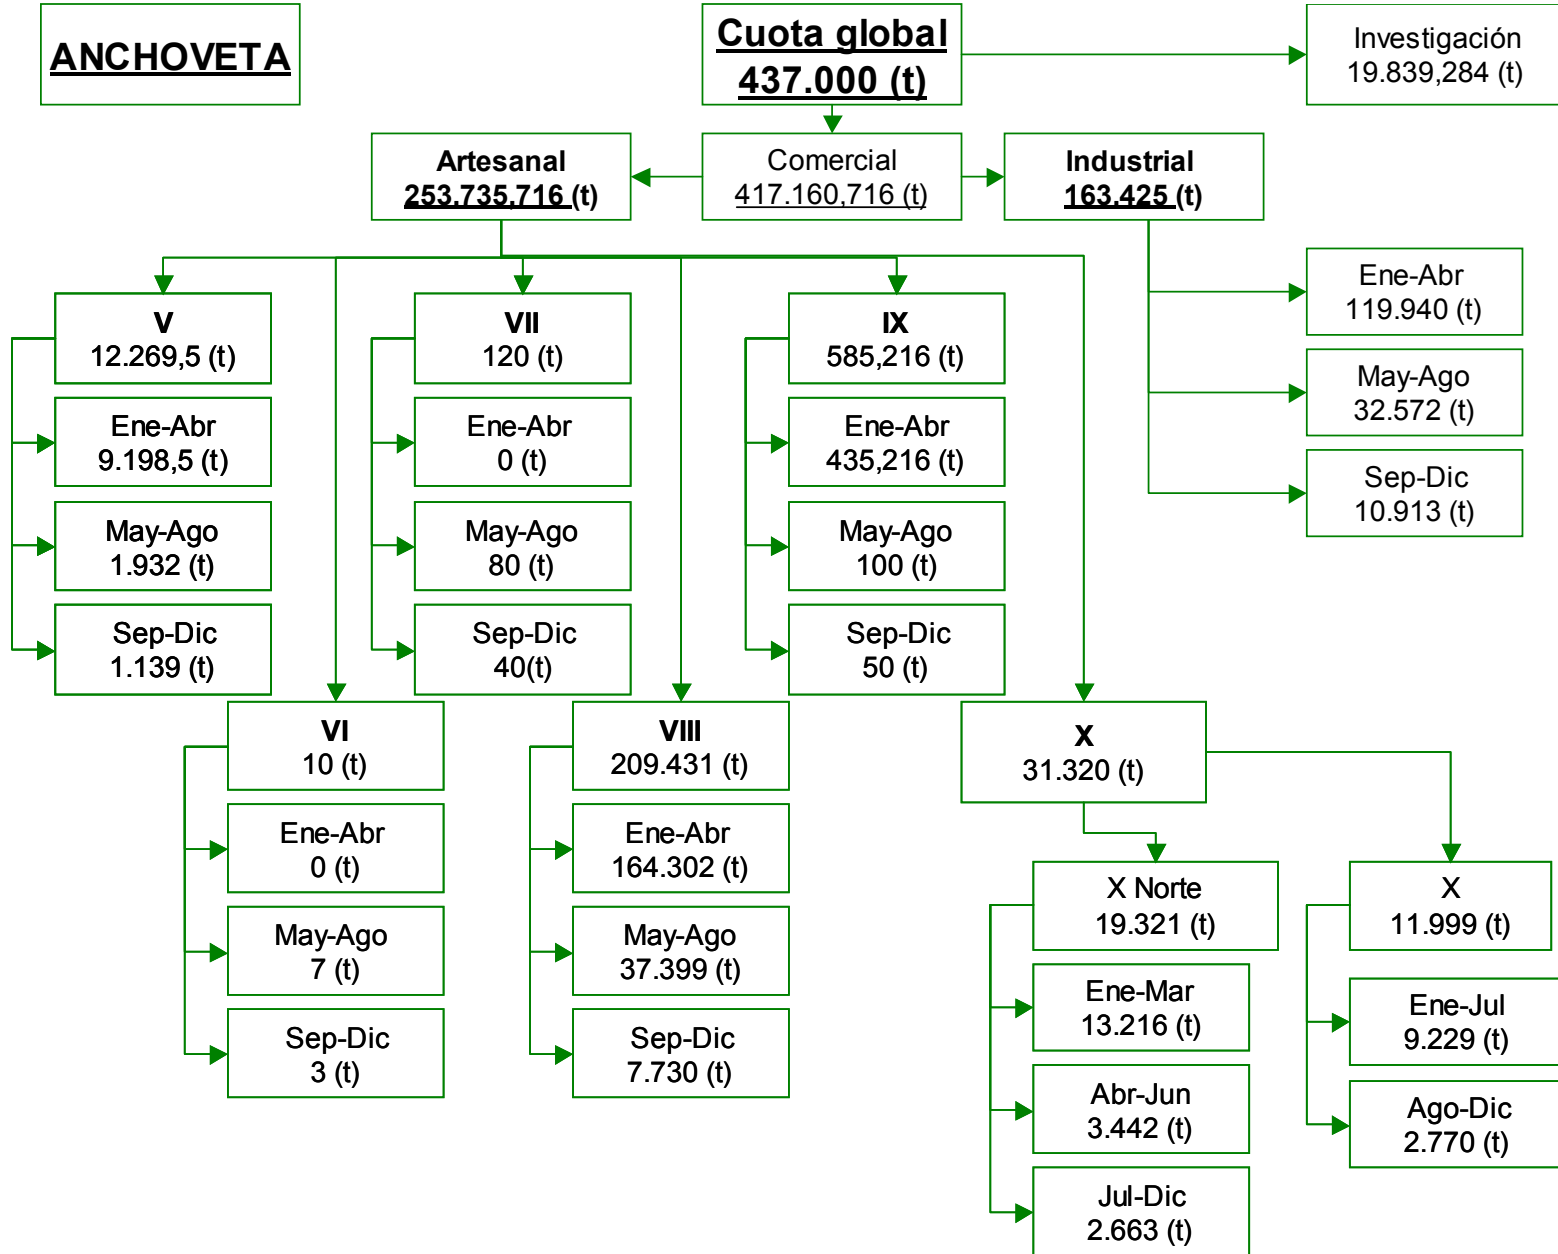 ANCHOVETA
Cuota global
437.000 (t)
Investigación
19.839,284 (t)
Artesanal
253.735,716 (t)
Comercial
417.160,716 (t)
Industrial
163.425 (t)
Ene-Abr
119.940 (t)
May-Ago
32.572 (t)
Sep-Dic
10.913 (t)
V
12.269,5 (t)
Ene-Abr
9.198,5 (t)
May-Ago
1.932 (t)
Sep-Dic
1.139 (t)
VII
120 (t)
Ene-Abr
0 (t)
May-Ago
80 (t)
Sep-Dic
40(t)
IX
585,216 (t)
Ene-Abr
435,216 (t)
May-Ago
100 (t)
Sep-Dic
50 (t)
VI
10 (t)
Ene-Abr
0 (t)
May-Ago
7 (t)
Sep-Dic
3 (t)
VIII
209.431 (t)
Ene-Abr
164.302 (t)
May-Ago
37.399 (t)
Sep-Dic
7.730 (t)
X
31.320 (t)
X Norte
19.321 (t)
Ene-Mar
13.216 (t)
Abr-Jun
3.442 (t)
Jul-Dic
2.663 (t)
X
11.999 (t)
Ene-Jul
9.229 (t)
Ago-Dic
2.770 (t)